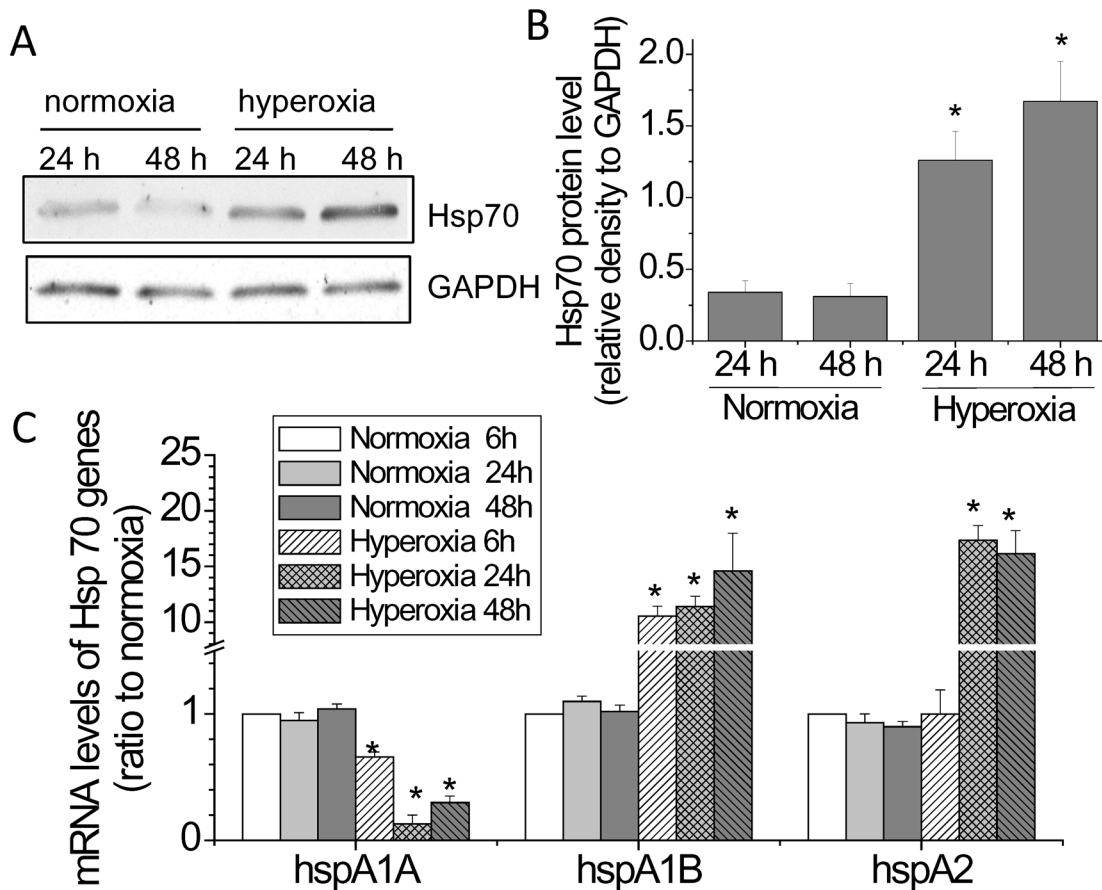 A
normoxia hyperoxia
24 h 48 h 24 h 48 h
Hsp70
GAPDH
B
Hsp70 protein level
(relative density to GAPDH)
2.0
1.5
1.0
0.5
0.0
* *
24 h 48 h 24 h 48 h
Normoxia Hyperoxia
C
mRNA levels of Hsp 70 genes
(ratio to normoxia)
25
20
15
10
1
0
Normoxia 6h
Normoxia 24h
Normoxia 48h
Hyperoxia 6h
Hyperoxia 24h
Hyperoxia 48h
* * *
* * *
* *
hspA1A hspA1B hspA2